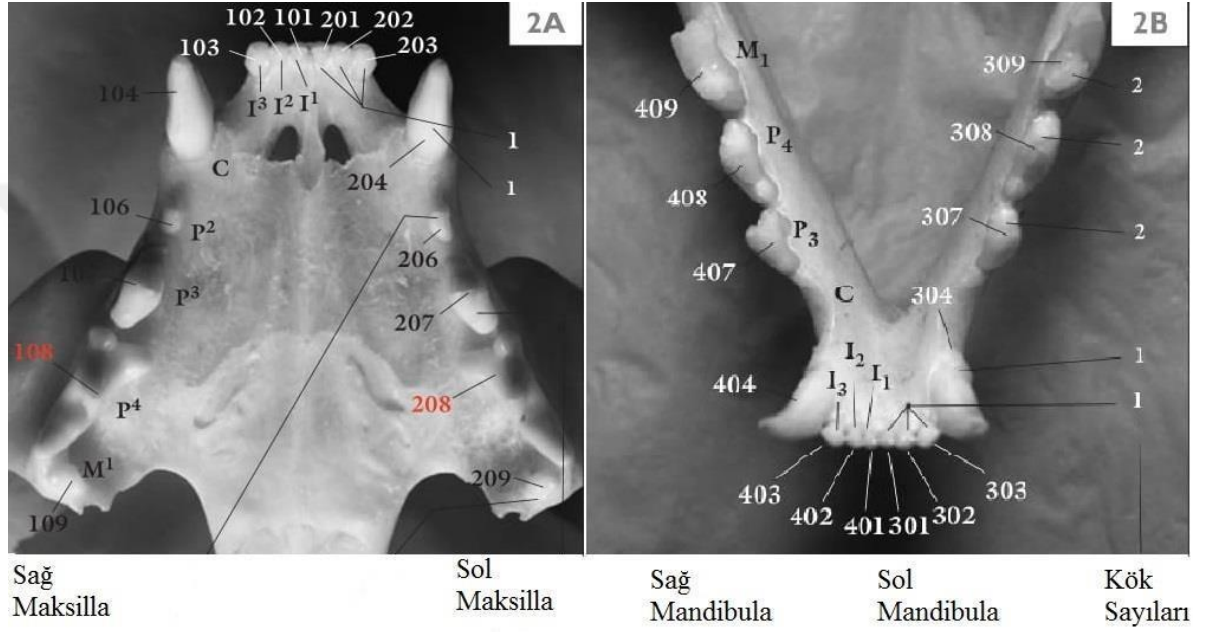 2A
102 101 201 202
103 203
104
I³ I² I¹
1
C
204
1
106
P²
206
P³
207
108
P⁴
208
M¹
209
109
2B
M₁
309
409
2
P₄
308
2
408
307
2
P₃
407
C
304
I₂
1
404
I₃ I₁
1
403
303
402 401 301 302
Sağ
Maksilla
Sol
Maksilla
Sağ
Mandibula
Sol
Mandibula
Kök
Sayıları